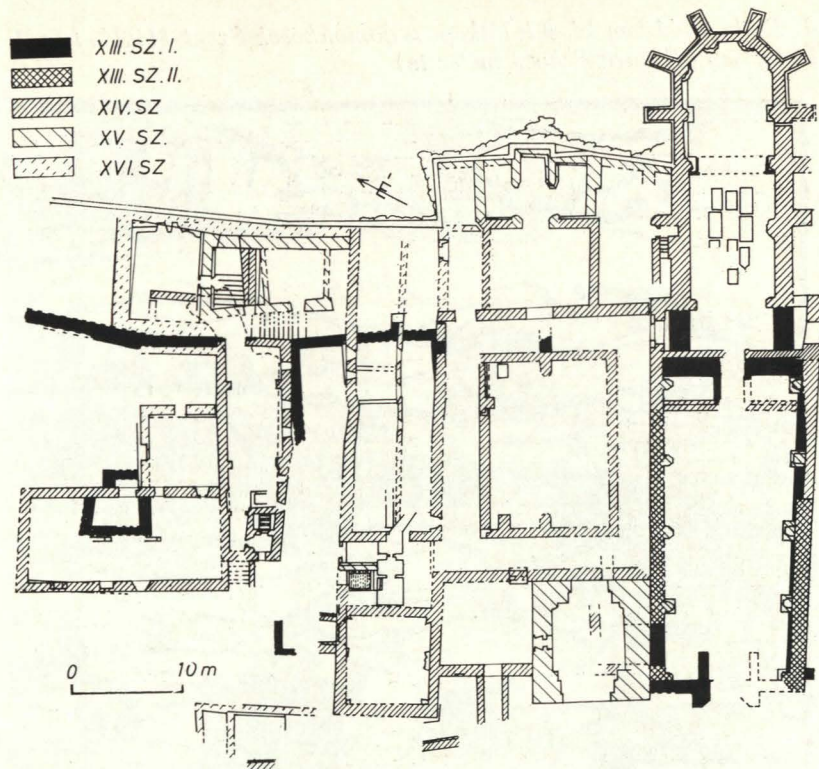 XIII. SZ. I.
XIII. SZ. II.
XIV. SZ
XV. SZ.
XVI. SZ
É
0 10 m